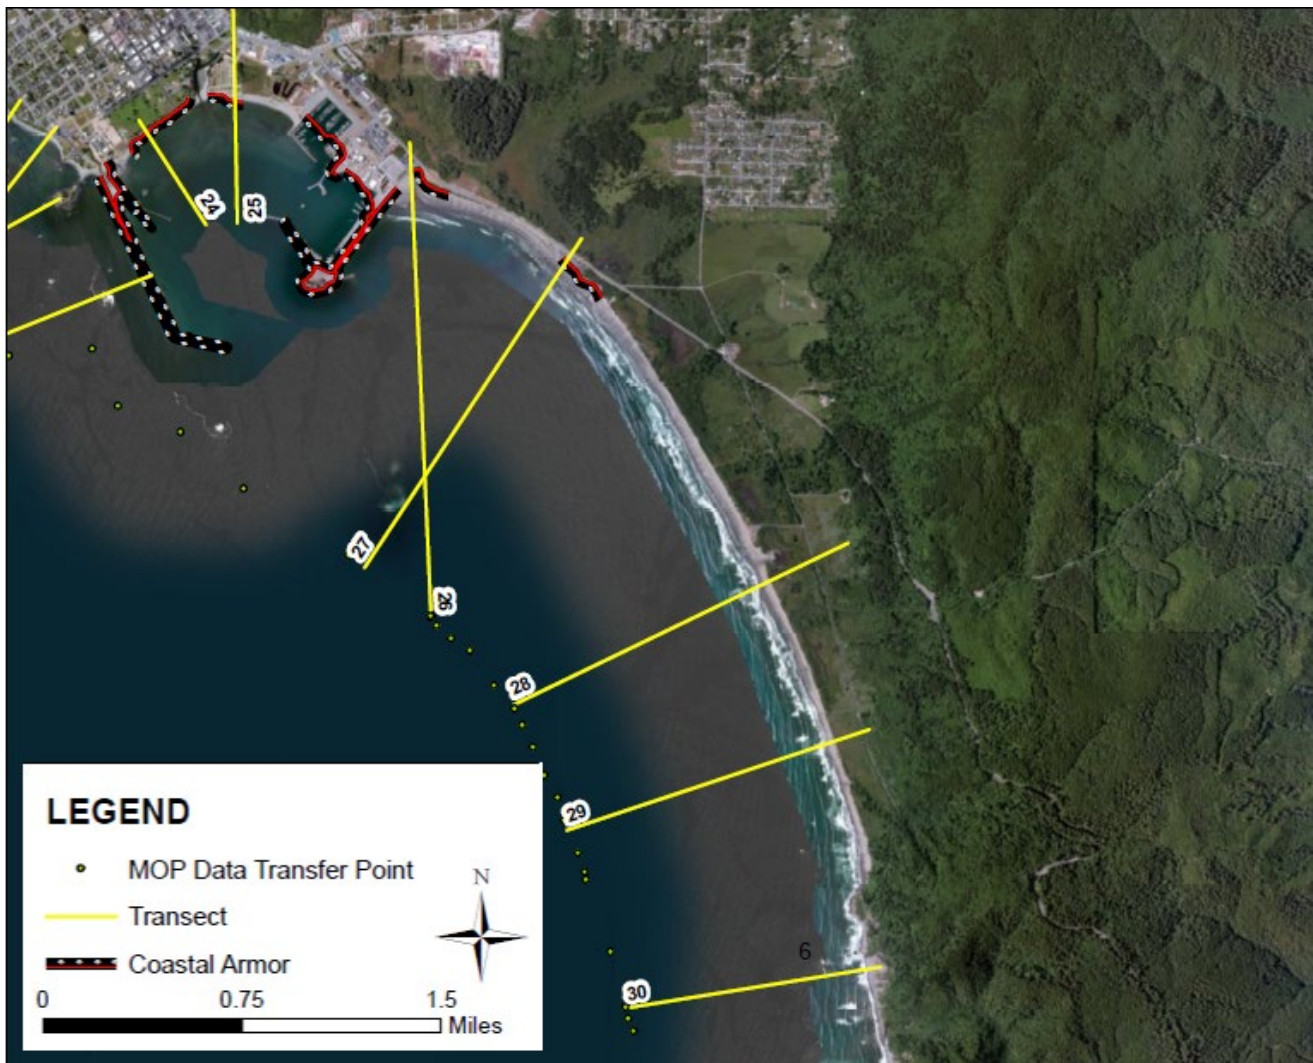 24
25
27
26
28
29
30
6
LEGEND
MOP Data Transfer Point
N
Transect
Coastal Armor
0 0.75 1.5
Miles